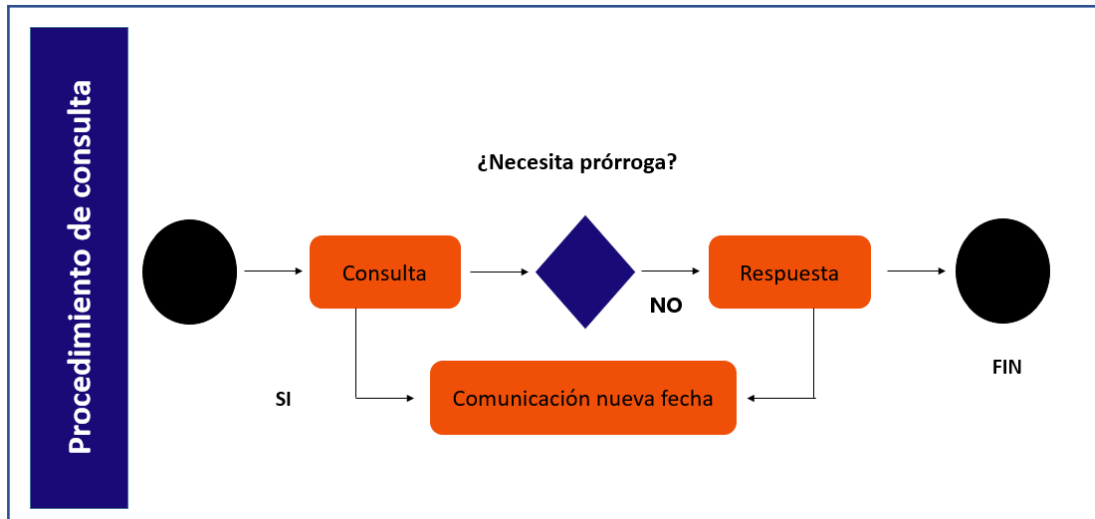 Procedimiento de consulta
¿Necesita prórroga?
Consulta
Respuesta
NO
SI
Comunicación nueva fecha
FIN